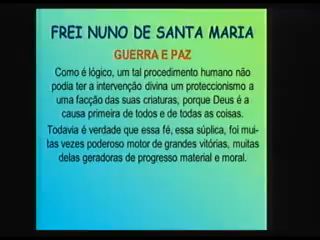 FREI NUNO DE SANTA MARIA
GUERRA E PAZ
Como é lógico, um tal procedimento humano não
podia ter a intervenção divina um proteccionismo a
uma facção das suas criaturas, porque Deus é a
causa primeira de todos e de todas as coisas.
Todavia é verdade que essa fé, essa súplica, foi mui-
tas vezes poderoso motor de grandes vitórias, muitas
delas geradoras de progresso material e moral.